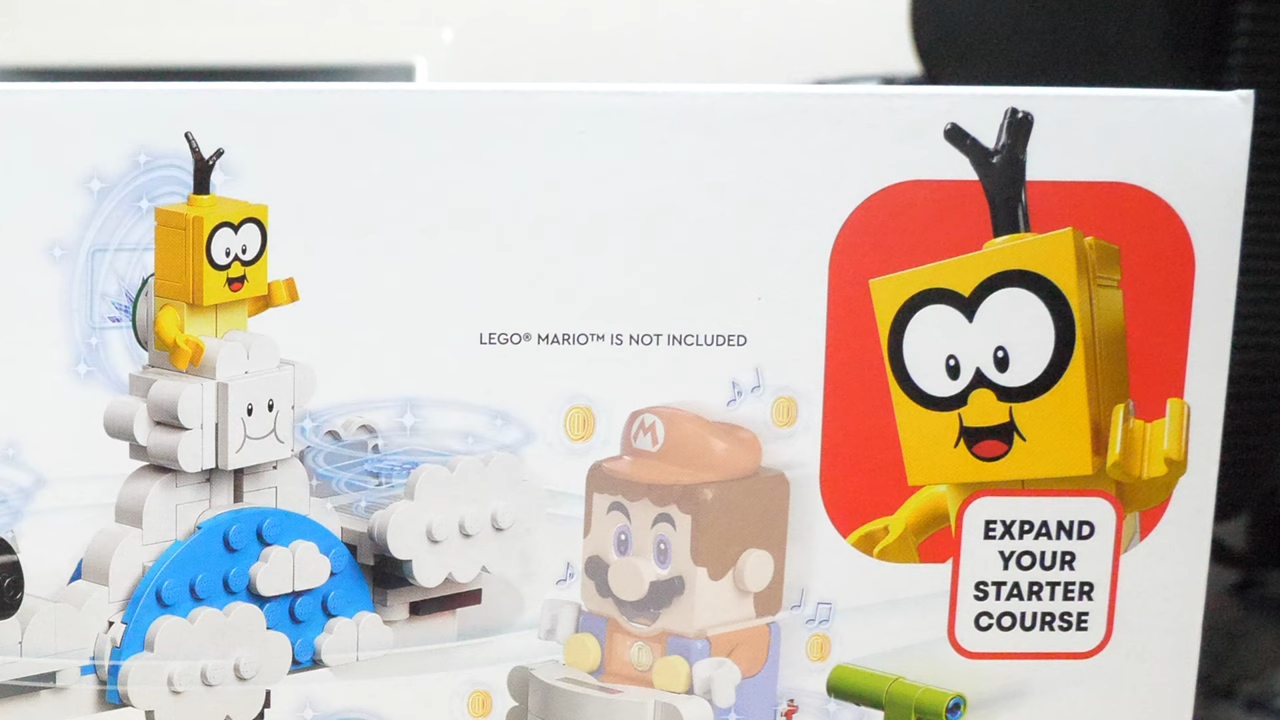 LEGO® MARIO™ IS NOT INCLUDED
M
EXPAND
YOUR
STARTER
COURSE